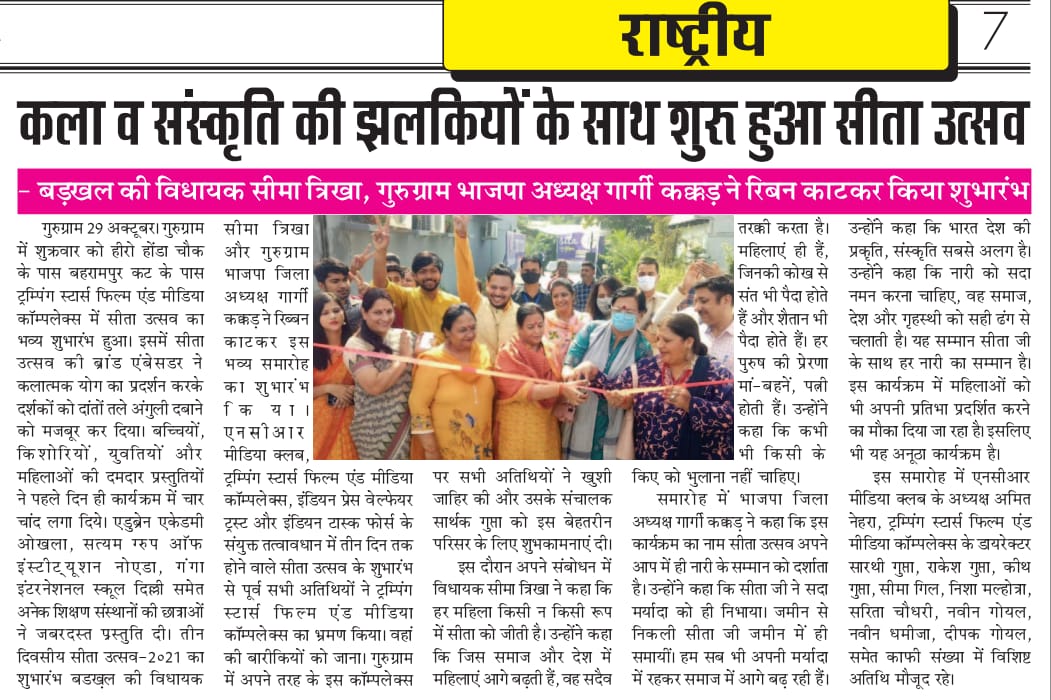 राष्ट्रीय
7
कला व संस्कृति की झलकियों के साथ शुरु हुआ सीता उत्सव
- बड़खल की विधायक सीमा त्रिखा, गुरुग्राम भाजपा अध्यक्ष गार्गी कक्कड़ ने रिबन काटकर किया शुभारंभ
गुरुग्राम 29 अक्टूबर। गुरुग्राम
में शुक्रवार को हीरो होंडा चौक
के पास बहरामपुर कट के पास
ट्रम्पिंग स्टार्स फिल्म एंड मीडिया
कॉम्पलेक्स में सीता उत्सव का
भव्य शुभारंभ हुआ। इसमें सीता
उत्सव की ब्रांड एंबेसडर ने
कलात्मक योग का प्रदर्शन करके
दर्शकों को दांतों तले अंगुली दबाने
को मजबूर कर दिया। बच्चियों,
किशोरियों, युवतियों और
महिलाओं की दमदार प्रस्तुतियों
ने पहले दिन ही कार्यक्रम में चार
चांद लगा दिये। एडुब्रेन एकेडमी
ओखला, सत्यम ग्रुप आॅफ
इंस्टीट्यूशन नोएडा, गंगा
इंटरनेशनल स्कूल दिल्ली समेत
अनेक शिक्षण संस्थानों की छात्राओं
ने जबरदस्त प्रस्तुति दी। तीन
दिवसीय सीता उत्सव-2021 का
शुभारंभ बड़खल की विधायक
सीमा त्रिखा
और गुरुग्राम
भाजपा जिला
अध्यक्ष गार्गी
कक्कड़ ने रिब्बन
काटकर इस
भव्य समारोह
का शुभारंभ
किया।
एनसीआर
मीडिया क्लब,
ट्रम्पिंग स्टार्स फिल्म एंड मीडिया
कॉम्पलेक्स, इंडियन प्रेस वेल्फेयर
ट्रस्ट और इंडियन टास्क फोर्स के
संयुक्त तत्वावधान में तीन दिन तक
होने वाले सीता उत्सव के शुभारंभ
से पूर्व सभी अतिथियों ने ट्रम्पिंग
स्टार्स फिल्म एंड मीडिया
कॉम्पलेक्स का भ्रमण किया। वहां
की बारीकियों को जाना। गुरुग्राम
में अपने तरह के इस कॉम्पलेक्स
पर सभी अतिथियों ने खुशी
जाहिर की और उसके संचालक
सार्थक गुप्ता को इस बेहतरीन
परिसर के लिए शुभकामनाएं दी।
इस दौरान अपने संबोधन में
विधायक सीमा त्रिखा ने कहा कि
हर महिला किसी न किसी रूप
में सीता को जीती है। उन्होंने कहा
कि जिस समाज और देश में
महिलाएं आगे बढ़ती हैं, वह सदैव
तरक्की करता है।
महिलाएं ही हैं,
जिनकी कोख से
संत भी पैदा होते
हैं और शैतान भी
पैदा होते हैं। हर
पुरुष की प्रेरणा
मां-बहनें, पत्नी
होती हैं। उन्होंने
कहा कि कभी
भी किसी के
किए को भुलाना नहीं चाहिए।
समारोह में भाजपा जिला
अध्यक्ष गार्गी कक्कड़ ने कहा कि इस
कार्यक्रम का नाम सीता उत्सव अपने
आप में ही नारी के सम्मान को दर्शाता
है। उन्होंने कहा कि सीता जी ने सदा
मर्यादा को ही निभाया। जमीन से
निकली सीता जी जमीन में ही
समायीं। हम सब भी अपनी मर्यादा
में रहकर समाज में आगे बढ़ रही हैं।
उन्होंने कहा कि भारत देश की
प्रकृति, संस्कृति सबसे अलग है।
उन्होंने कहा कि नारी को सदा
नमन करना चाहिए, वह समाज,
देश और गृहस्थी को सही ढंग से
चलाती है। यह सम्मान सीता जी
के साथ हर नारी का सम्मान है।
इस कार्यक्रम में महिलाओं को
भी अपनी प्रतिभा प्रदर्शित करने
का मौका दिया जा रहा है। इसलिए
भी यह अनूठा कार्यक्रम है।
इस समारोह में एनसीआर
मीडिया क्लब के अध्यक्ष अमित
नेहरा, ट्रम्पिंग स्टार्स फिल्म एंड
मीडिया कॉम्पलेक्स के डायरेक्टर
सारथी गुप्ता, राकेश गुप्ता, कीथ
गुप्ता, सीमा गिल, निशा मल्होत्रा,
सरिता चौधरी, नवीन गोयल,
नवीन धमीजा, दीपक गोयल,
समेत काफी संख्या में विशिष्ट
अतिथि मौजूद रहे।